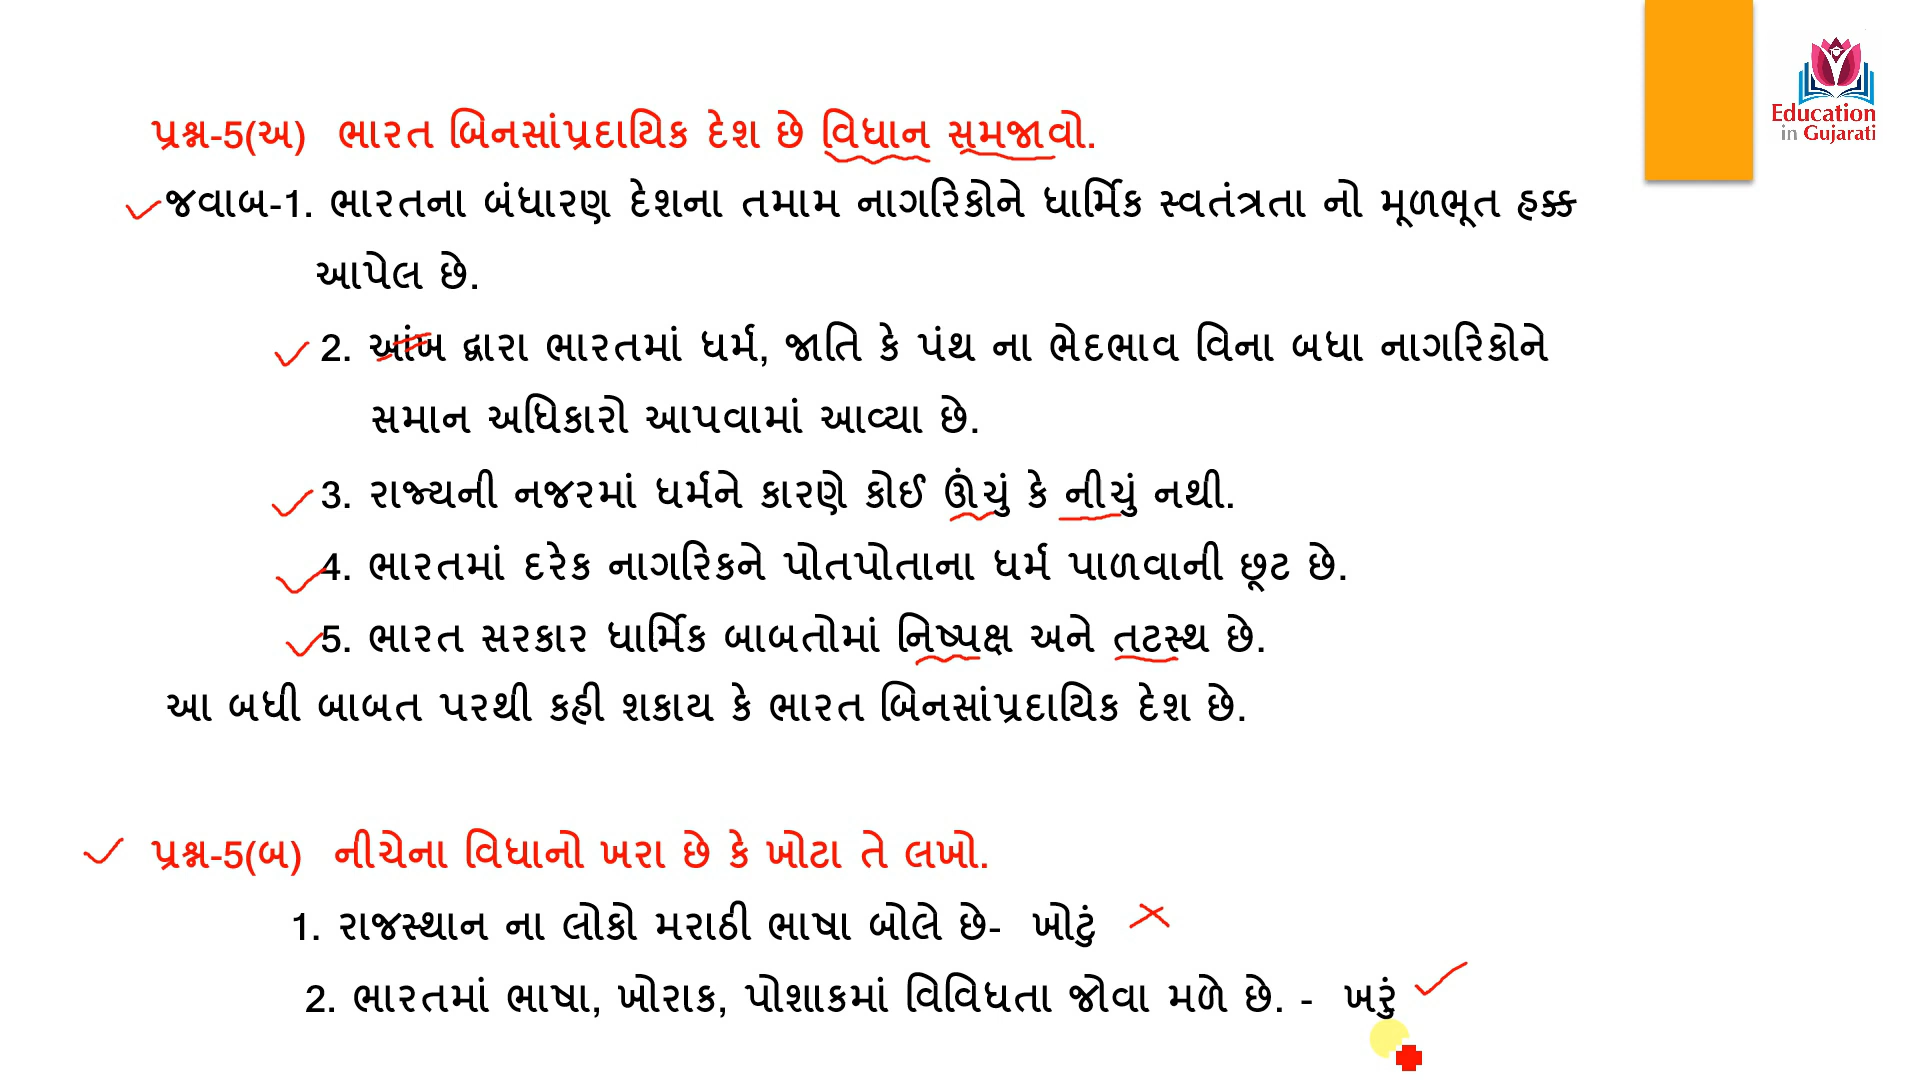 Education
in Gujarati
પ્રશ્ન-5(અ) ભારત બિનસાંપ્રદાયિક દેશ છે વિધાન સમજાવો.
જવાબ-1. ભારતના બંધારણ દેશના તમામ નાગરિકોને ધાર્મિક સ્વતંત્રતા નો મૂળભૂત હક્ક
આપેલ છે.
2. આંખ દ્વારા ભારતમાં ધર્મ, જાતિ કે પંથ ના ભેદભાવ વિના બધા નાગરિકોને
સમાન અધિકારો આપવામાં આવ્યા છે.
3. રાજ્યની નજરમાં ધર્મને કારણે કોઈ ઊંચું કે નીચું નથી.
4. ભારતમાં દરેક નાગરિકને પોતપોતાના ધર્મ પાળવાની છૂટ છે.
5. ભારત સરકાર ધાર્મિક બાબતોમાં નિષ્પક્ષ અને તટસ્થ છે.
આ બધી બાબત પરથી કહી શકાય કે ભારત બિનસાંપ્રદાયિક દેશ છે.
પ્રશ્ન-5(બ) નીચેના વિધાનો ખરા છે કે ખોટા તે લખો.
1. રાજસ્થાન ના લોકો મરાઠી ભાષા બોલે છે- ખોટું
2. ભારતમાં ભાષા, ખોરાક, પોશાકમાં વિવિધતા જોવા મળે છે. - ખરું